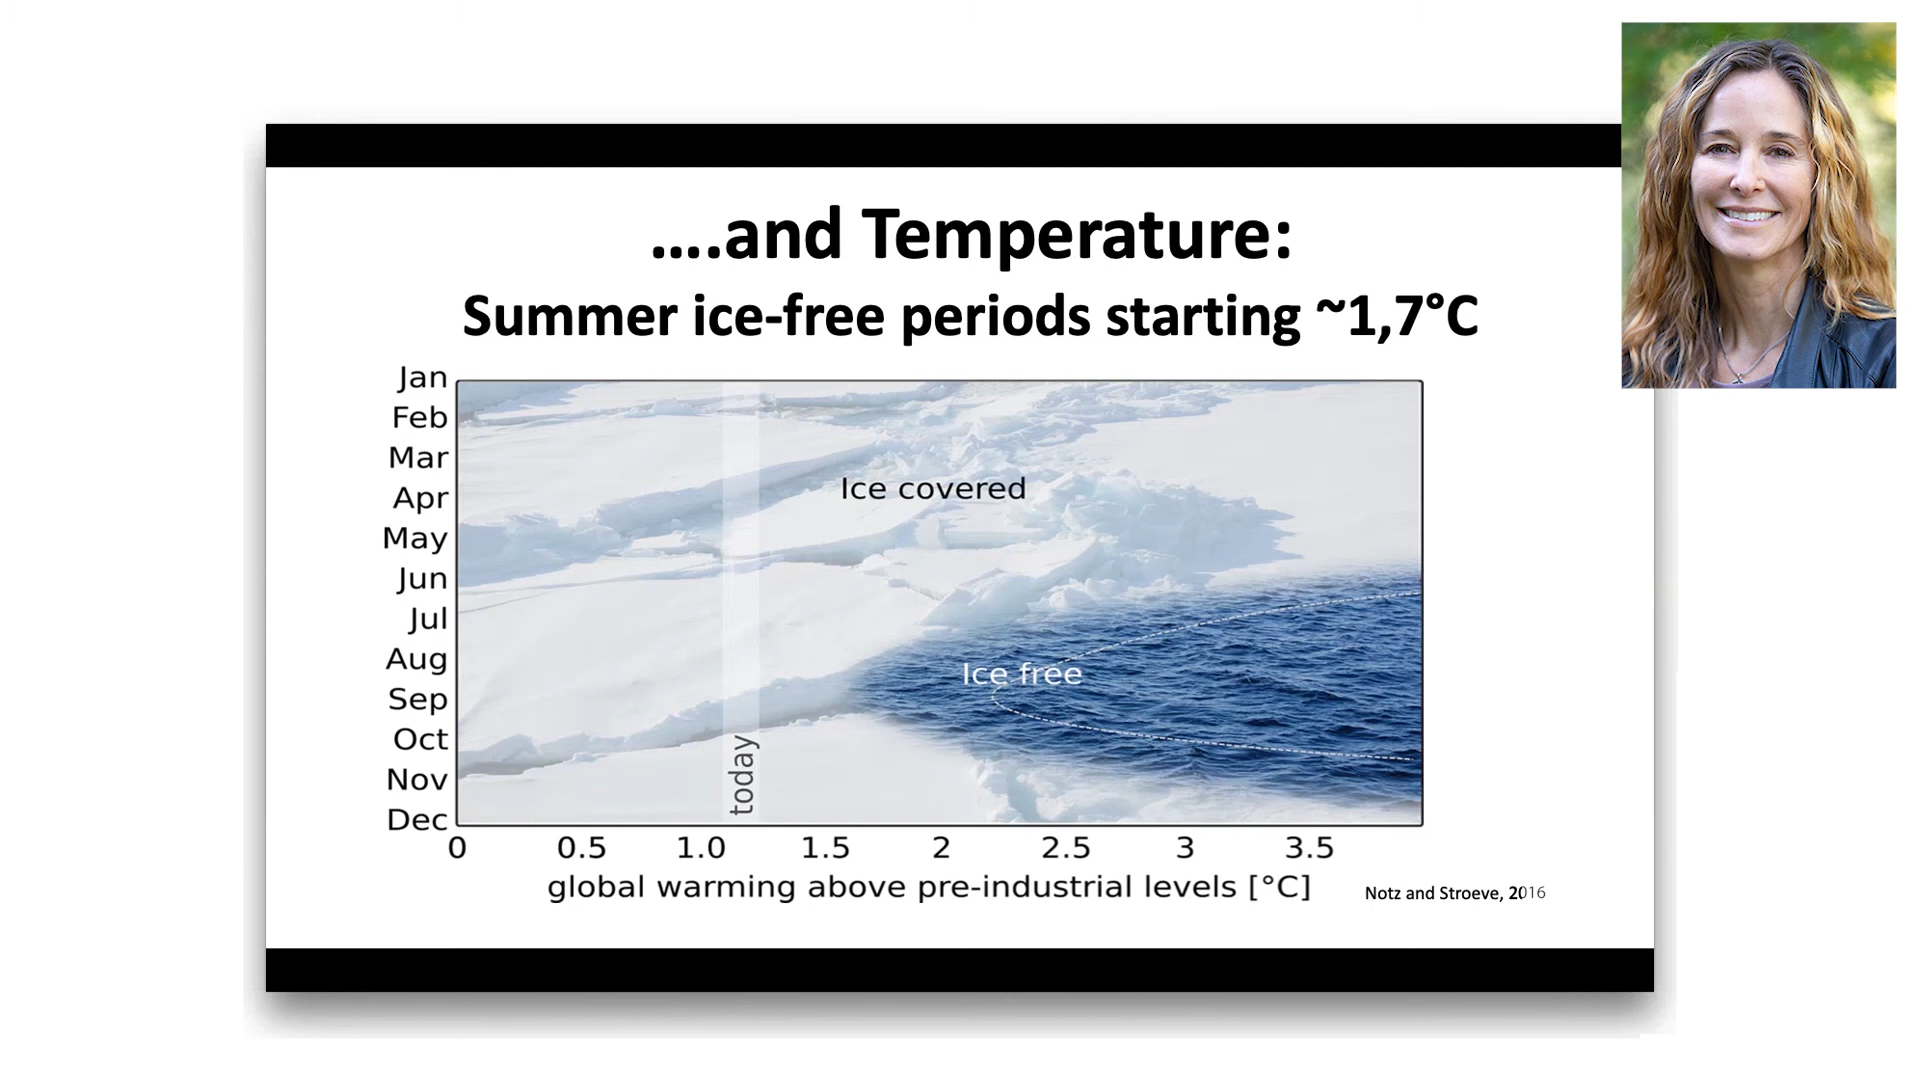 ....and Temperature:
Summer ice-free periods starting ~1,7°C
Jan
Feb
Mar
Apr
May
Jun
Jul
Aug
Sep
Oct
Nov
Dec
Ice covered
Ice free
today
0 0.5 1.0 1.5 2 2.5 3 3.5
global warming above pre-industrial levels [°C]
Notz and Stroeve, 2016